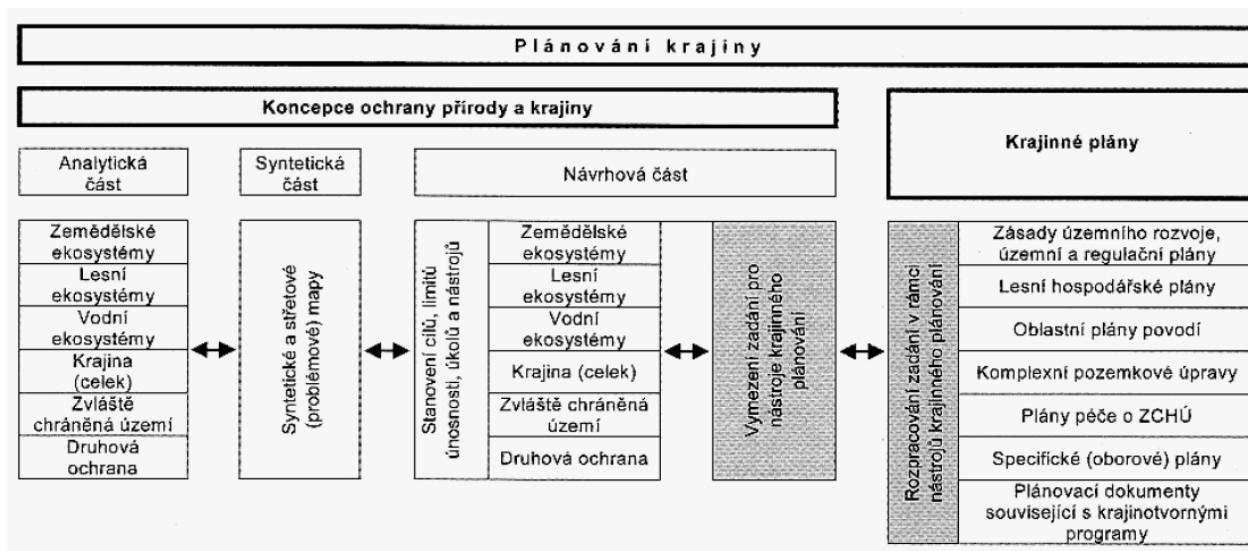 Plánování krajiny
Koncepce ochrany přírody a krajiny
Krajinné plány
Analytická
část
Syntetická
část
Návrhová část
Zemědělské
ekosystémy
Lesní
ekosystémy
Vodní
ekosystémy
Krajina
(celek)
Zvláště
chráněná území
Druhová
ochrana
Syntetické a střetové
(problémové) mapy
Stanovení cílů, limitů
únosnosti, úkolů a nástrojů
Zemědělské
ekosystémy
Lesní
ekosystémy
Vodní
ekosystémy
Krajina (celek)
Zvláště chráněná
území
Druhová ochrana
Vymezení zadání pro
nástroje krajinného
plánování
Rozpracování zadání v rámci
nástrojů krajinného plánování
Zásady územního rozvoje,
územní a regulační plány
Lesní hospodářské plány
Oblastní plány povodí
Komplexní pozemkové úpravy
Plány péče o ZCHÚ
Specifické (oborové) plány
Plánovací dokumenty
související s krajinotvornými
programy